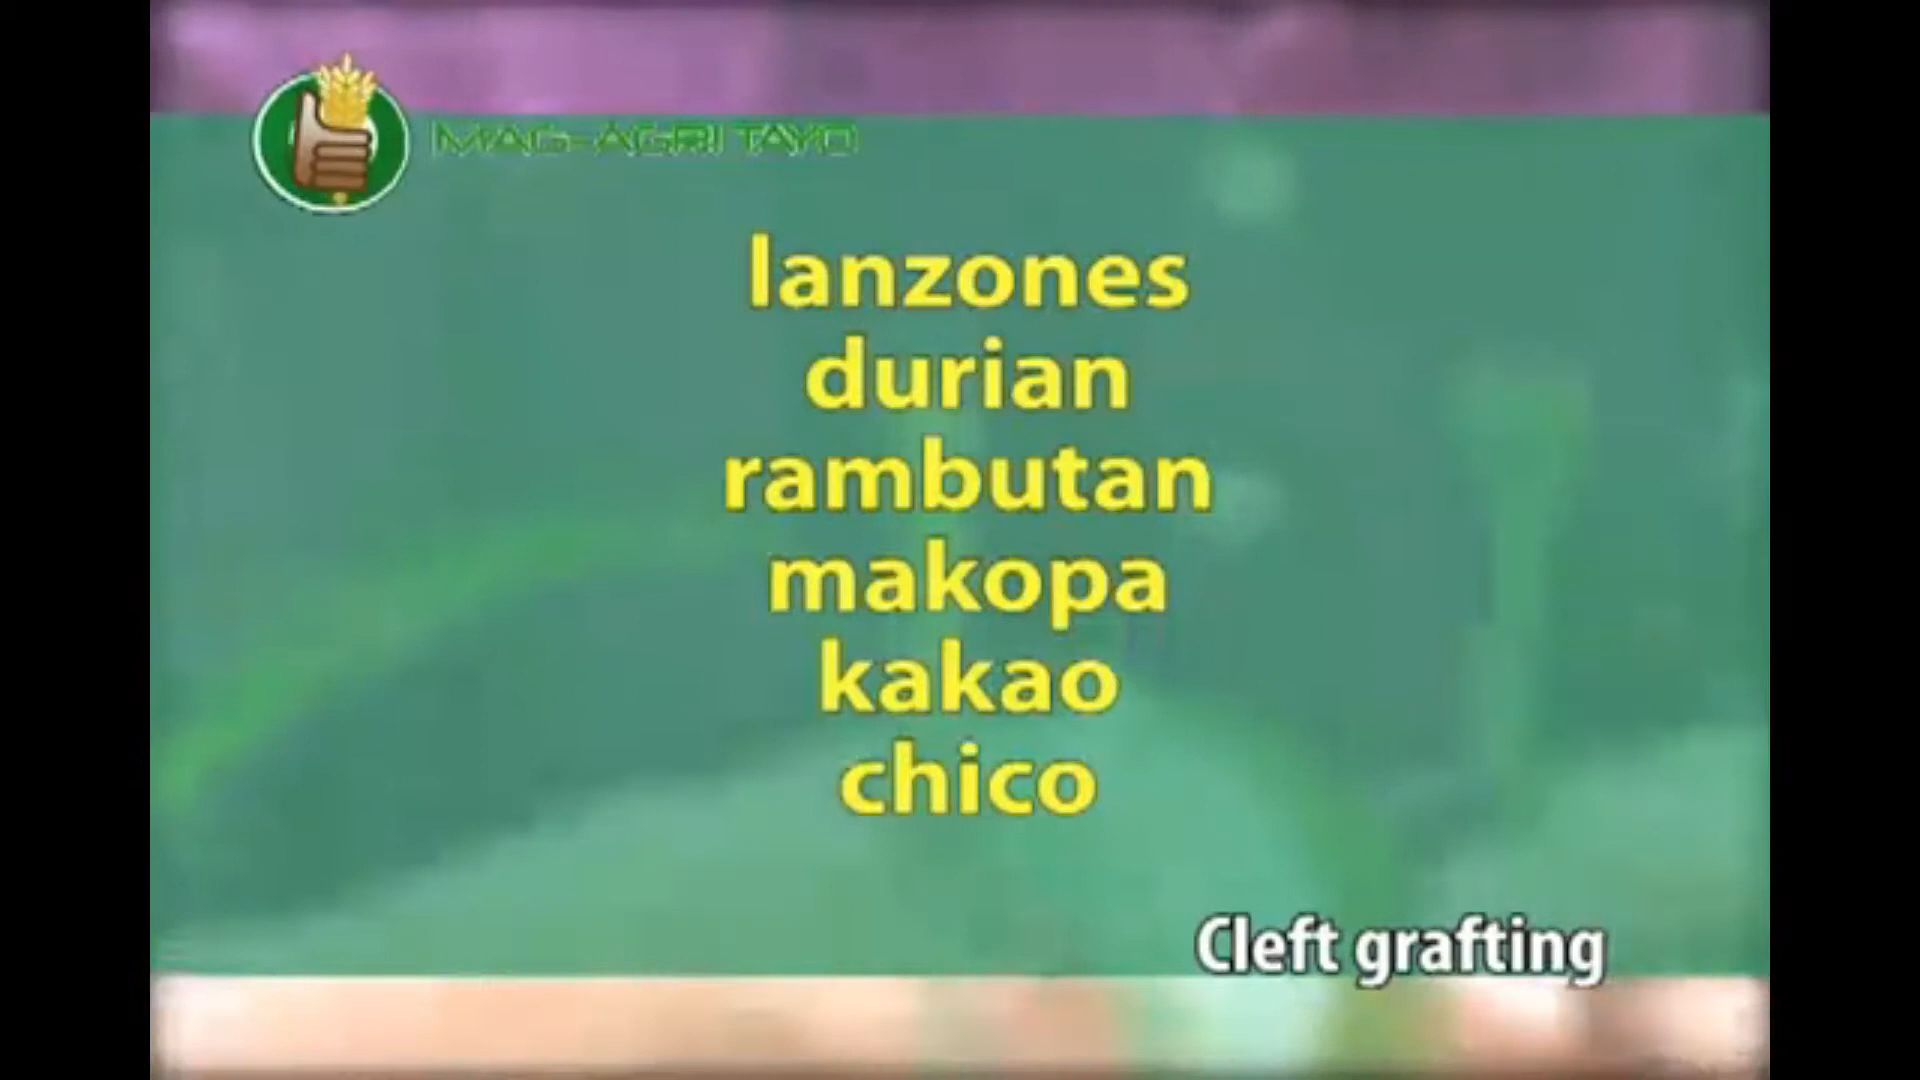 MAG-AGRI TAYO
lanzones
durian
rambutan
makopa
kakao
chico
Cleft grafting